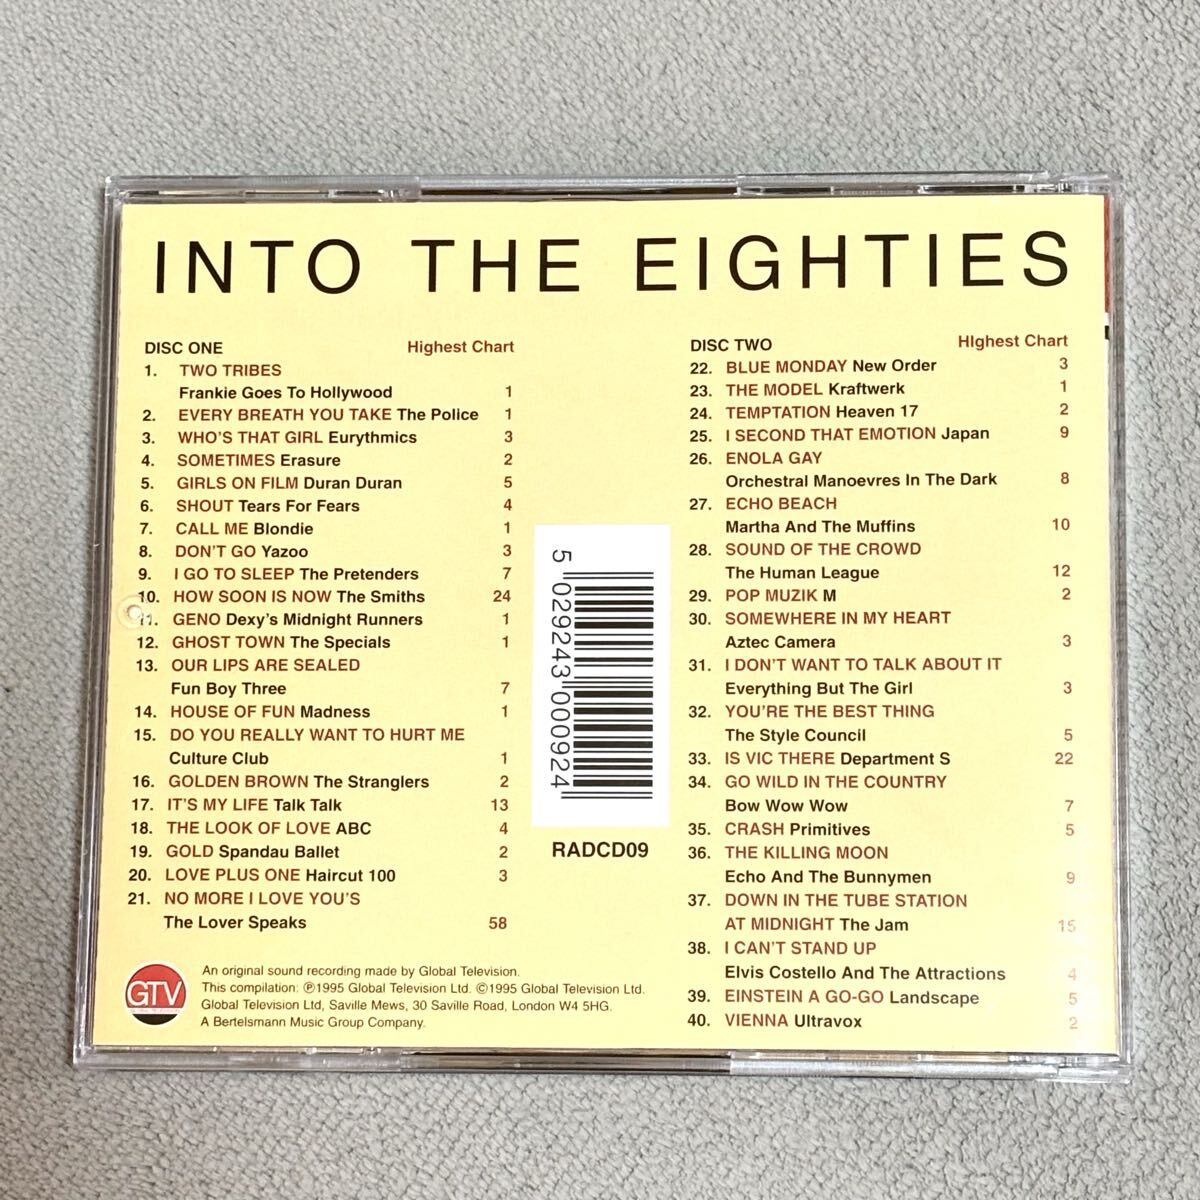 INTO THE EIGHTIES
DISC ONE Highest Chart
1. TWO TRIBES
Frankie Goes To Hollywood 1
2. EVERY BREATH YOU TAKE The Police 1
3. WHO'S THAT GIRL Eurythmics 3
4. SOMETIMES Erasure 2
5. GIRLS ON FILM Duran Duran 5
6. SHOUT Tears For Fears 4
7. CALL ME Blondie 1
8. DON'T GO Yazoo 3
9. I GO TO SLEEP The Pretenders 7
10. HOW SOON IS NOW The Smiths 24
11. GENO Dexy's Midnight Runners 1
12. GHOST TOWN The Specials 1
13. OUR LIPS ARE SEALED
Fun Boy Three 7
14. HOUSE OF FUN Madness 1
15. DO YOU REALLY WANT TO HURT ME
Culture Club 1
16. GOLDEN BROWN The Stranglers 2
17. IT'S MY LIFE Talk Talk 13
18. THE LOOK OF LOVE ABC 4
19. GOLD Spandau Ballet 2
20. LOVE PLUS ONE Haircut 100 3
21. NO MORE I LOVE YOU'S
The Lover Speaks 58
5 029243 000924
RADCD09
DISC TWO HIghest Chart
22. BLUE MONDAY New Order 3
23. THE MODEL Kraftwerk 1
24. TEMPTATION Heaven 17 2
25. I SECOND THAT EMOTION Japan 9
26. ENOLA GAY
Orchestral Manoevres In The Dark 8
27. ECHO BEACH
Martha And The Muffins 10
28. SOUND OF THE CROWD
The Human League 12
29. POP MUZIK M 2
30. SOMEWHERE IN MY HEART
Aztec Camera 3
31. I DON'T WANT TO TALK ABOUT IT
Everything But The Girl 3
32. YOU'RE THE BEST THING
The Style Council 5
33. IS VIC THERE Department S 22
34. GO WILD IN THE COUNTRY
Bow Wow Wow 7
35. CRASH Primitives 5
36. THE KILLING MOON
Echo And The Bunnymen 9
37. DOWN IN THE TUBE STATION
AT MIDNIGHT The Jam 15
38. I CAN'T STAND UP
Elvis Costello And The Attractions 4
39. EINSTEIN A GO-GO Landscape 5
40. VIENNA Ultravox 2
GTV
An original sound recording made by Global Television.
This compilation: ℗1995 Global Television Ltd. ©1995 Global Television Ltd.
Global Television Ltd, Saville Mews, 30 Saville Road, London W4 5HG.
A Bertelsmann Music Group Company.